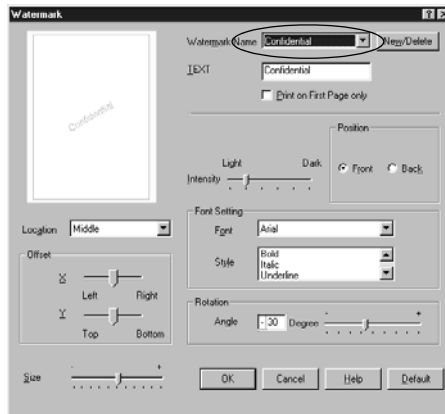 Watermark
Confidential
Watermark Name Confidential New/Delete
TEXT Confidential
Print on First Page only
Position
Light Dark
Intensity - +
Front Back
Location Middle
Font Setting
Font Arial
Style Bold
Italic
Underline
Offset
X
Left Right
Y
Top Bottom
Rotation
Angle -30 Degree - +
Size - +
OK Cancel Help Default